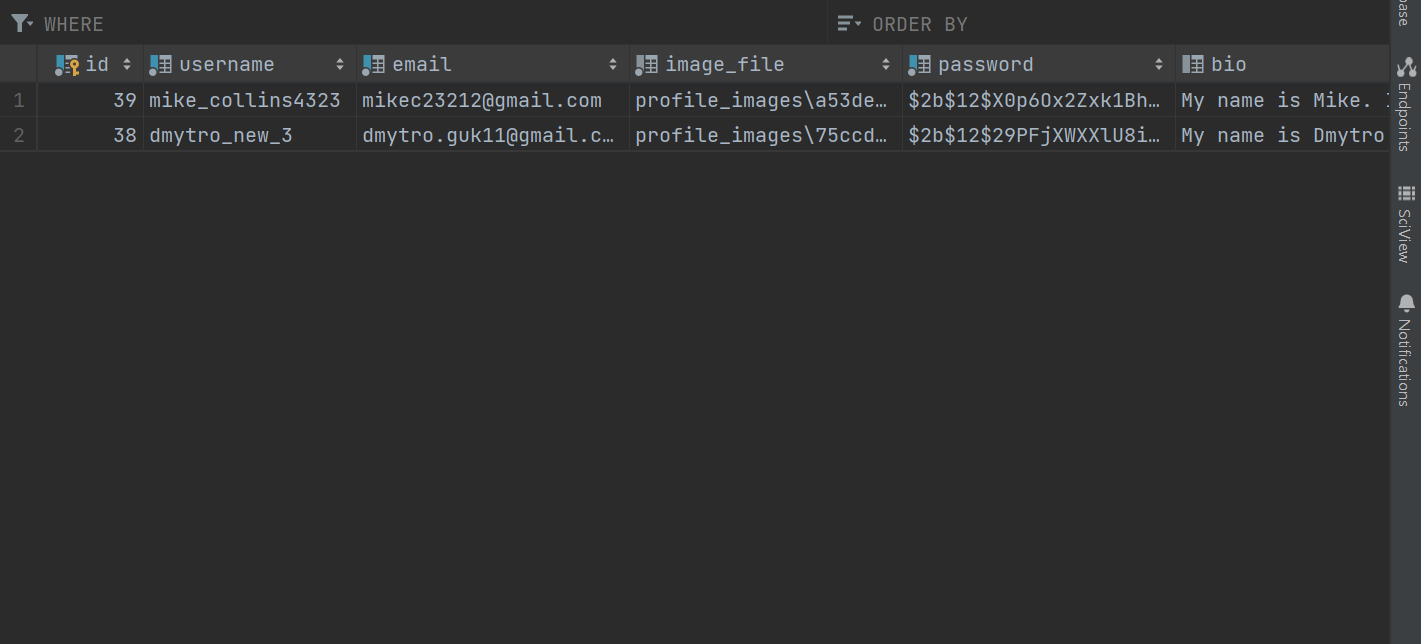 WHERE ORDER BY
id username email image_file password bio
1 39 mike_collins4323 mikec23212@gmail.com profile_images\a53de… $2b$12$X0p6Ox2Zxk1Bh… My name is Mike.
2 38 dmytro_new_3 dmytro.guk11@gmail.c… profile_images\75ccd… $2b$12$29PFjXWXXlU8i… My name is Dmytro
Endpoints
SciView
Notifications